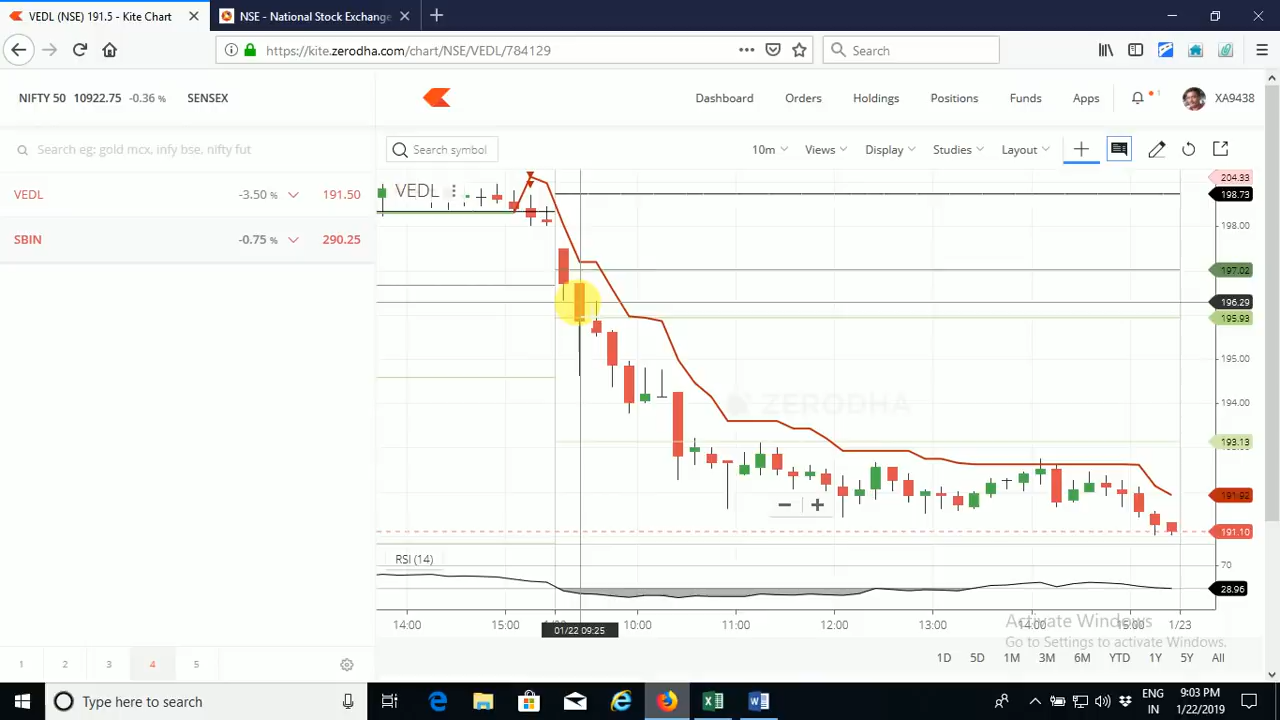 VEDL (NSE) 191.5 - Kite Chart
NSE - National Stock Exchange
https://kite.zerodha.com/chart/NSE/VEDL/784129
Search
NIFTY 50 10922.75 -0.36 % SENSEX
Dashboard Orders Holdings Positions Funds Apps 1 XA9438
Search eg: gold mcx, infy bse, nifty fut
Search symbol
10m Views Display Studies Layout
VEDL -3.50 % 191.50
SBIN -0.75 % 290.25
VEDL
204.33
198.73
198.00
197.02
196.29
195.93
195.00
194.00
193.13
191.92
191.10
ZERODHA
RSI (14)
70
28.96
14:00 15:00 10:00 11:00 12:00 13:00 14:00 15:00 1/23
01/22 09:25
Activate Windows
Go to Settings to activate Windows.
1D 5D 1M 3M 6M YTD 1Y 5Y All
1 2 3 4 5
Type here to search
ENG
IN
9:03 PM
1/22/2019